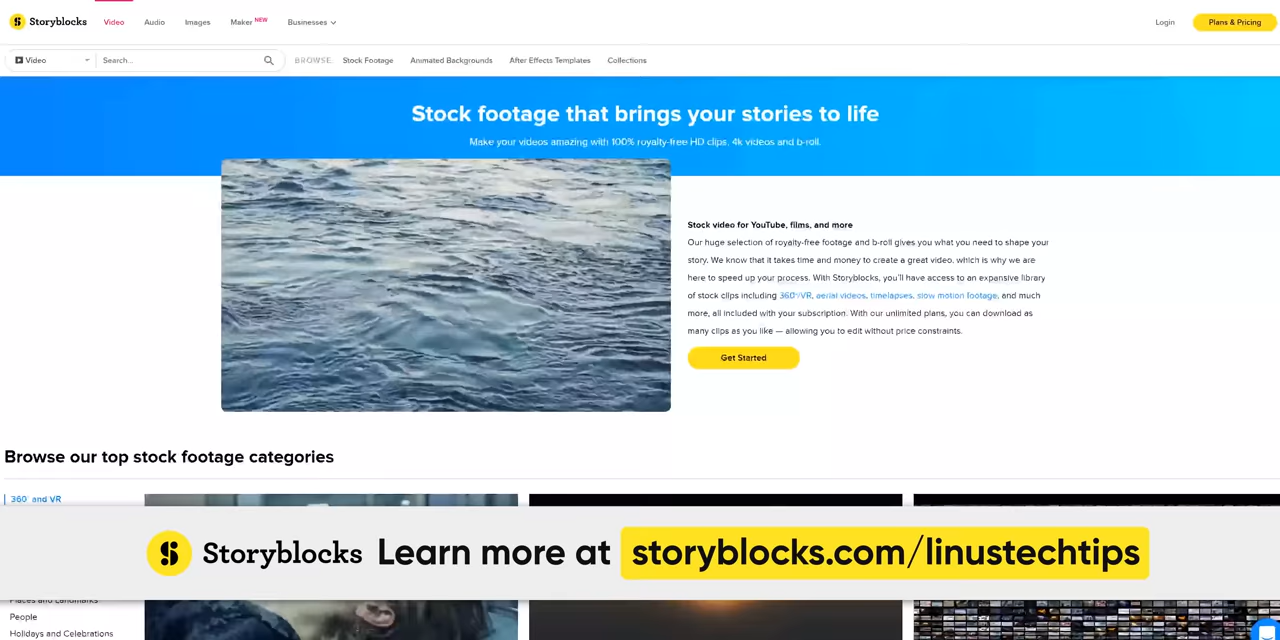 Storyblocks
Video
Audio
Images
Maker NEW
Businesses
Login
Plans & Pricing
Video
Search...
BROWSE
Stock Footage
Animated Backgrounds
After Effects Templates
Collections
Stock footage that brings your stories to life
Make your videos amazing with 100% royalty-free HD clips, 4k videos and b-roll.
Stock video for YouTube, films, and more
Our huge selection of royalty-free footage and b-roll gives you what you need to shape your
story. We know that it takes time and money to create a great video, which is why we are
here to speed up your process. With Storyblocks, you'll have access to an expansive library
of stock clips including 360°/VR, aerial videos, timelapses, slow motion footage, and much
more, all included with your subscription. With our unlimited plans, you can download as
many clips as you like — allowing you to edit without price constraints.
Get Started
Browse our top stock footage categories
360° and VR
Storyblocks Learn more at storyblocks.com/linustechtips
Places and Landmarks
People
Holidays and Celebrations